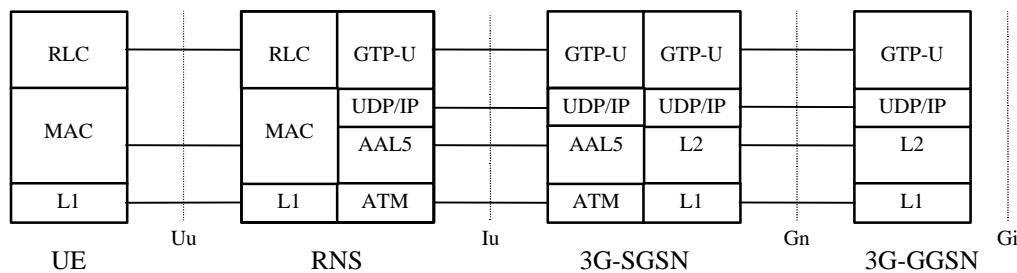 RLC RLC GTP-U GTP-U GTP-U GTP-U
UDP/IP UDP/IP UDP/IP UDP/IP
MAC MAC
AAL5 AAL5 L2 L2
L1 L1 ATM ATM L1 L1
Uu Iu Gn Gi
UE RNS 3G-SGSN 3G-GGSN